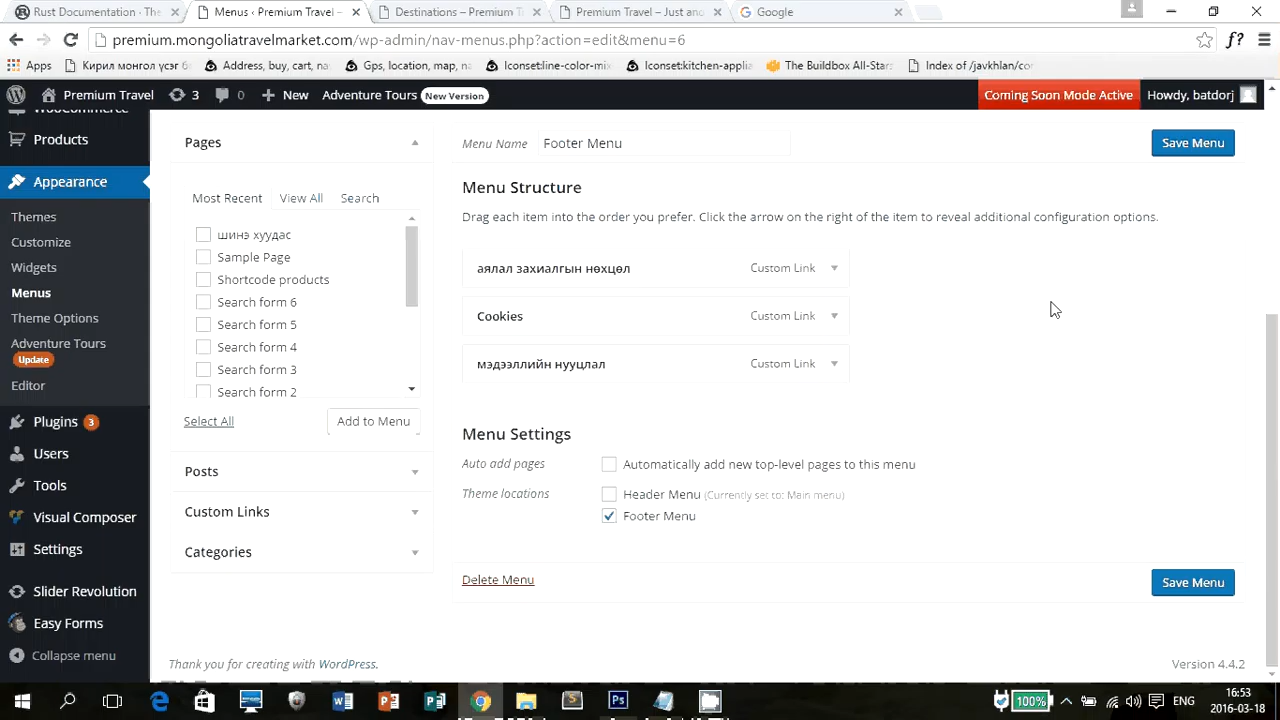 Rust Documentation · The
Menus ‹ Premium Travel —
Destinations – Premium T
Premium Travel – Just ano
Google
premium.mongoliatravelmarket.com/wp-admin/nav-menus.php?action=edit&menu=6
f?
Apps
Кирил монгол үсэг б
Address, buy, cart, nav
Gps, location, map, na
Iconsetline-color-mix
Iconsetkitchen-applia
The Buildbox All-Star
Index of /javkhlan/cor
Premium Travel
3
0
New
Adventure Tours
New Version
Coming Soon Mode Active
Howdy, batdorj
WooCommerce
Products
Appearance
Themes
Customize
Widgets
Menus
Theme Options
Adventure Tours
Update
Editor
Plugins 3
Users
Tools
Visual Composer
Settings
Slider Revolution
Easy Forms
Collapse menu
Pages
Most Recent
View All
Search
шинэ хуудас
Sample Page
Shortcode products
Search form 6
Search form 5
Search form 4
Search form 3
Search form 2
Select All
Add to Menu
Posts
Custom Links
Categories
Menu Name
Footer Menu
Save Menu
Menu Structure
Drag each item into the order you prefer. Click the arrow on the right of the item to reveal additional configuration options.
аялал захиалгын нөхцөл
Custom Link
Cookies
Custom Link
мэдээллийн нууцлал
Custom Link
Menu Settings
Auto add pages
Automatically add new top-level pages to this menu
Theme locations
Header Menu (Currently set to: Main menu)
Footer Menu
Delete Menu
Save Menu
Thank you for creating with WordPress.
Version 4.4.2
100%
ENG
16:53
2016-03-18